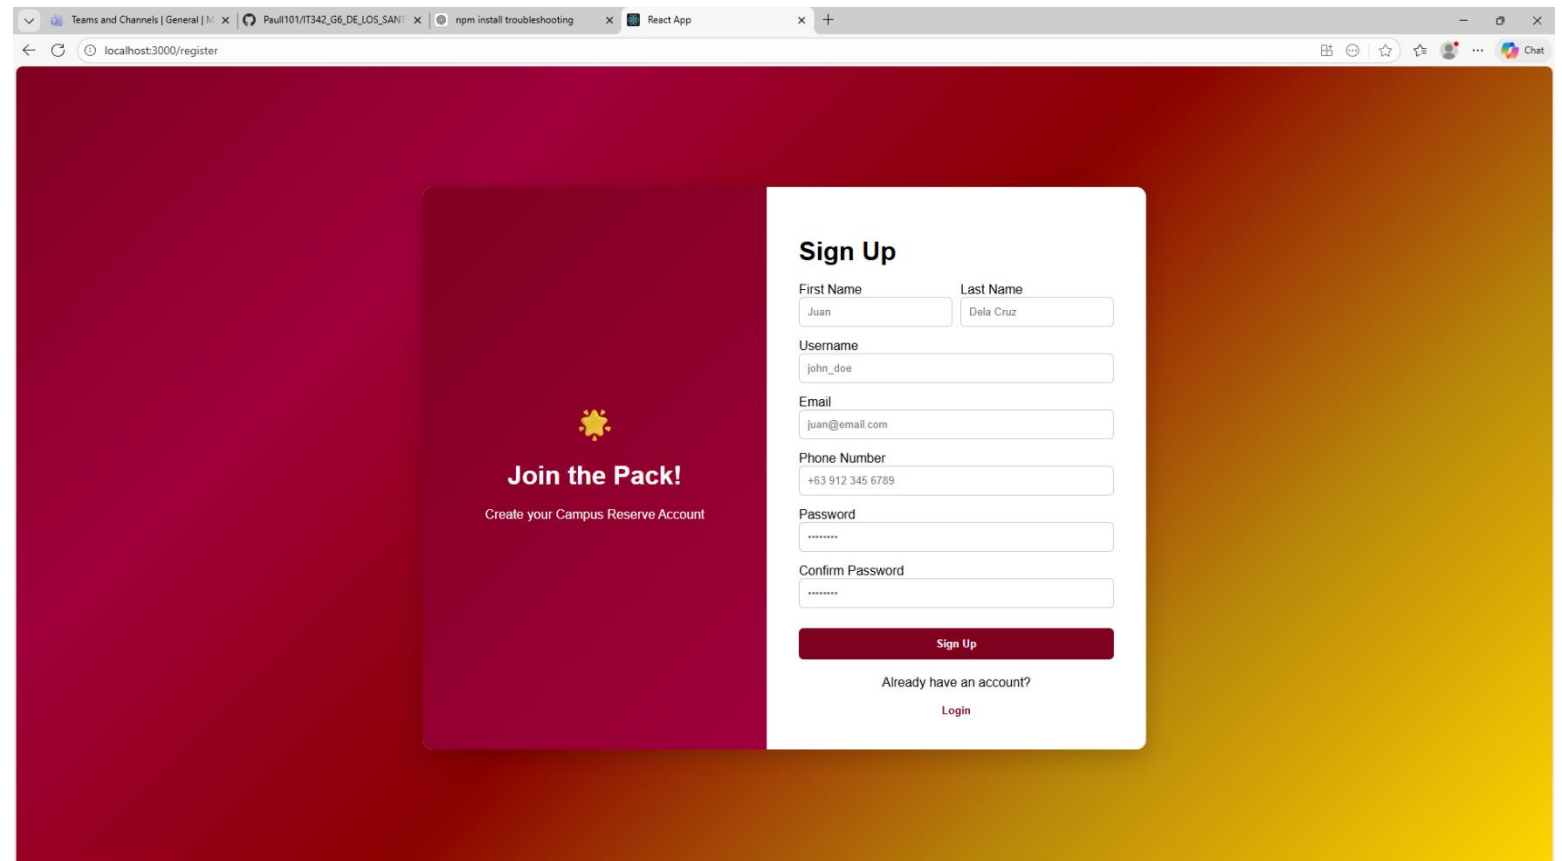 Teams and Channels | General | M
Paull101/IT342_G6_DE_LOS_SANT
npm install troubleshooting
React App
localhost:3000/register
Chat
Join the Pack!
Create your Campus Reserve Account
Sign Up
First Name
Last Name
Juan
Dela Cruz
Username
john_doe
Email
juan@email.com
Phone Number
+63 912 345 6789
Password
••••••••
Confirm Password
••••••••
Sign Up
Already have an account?
Login